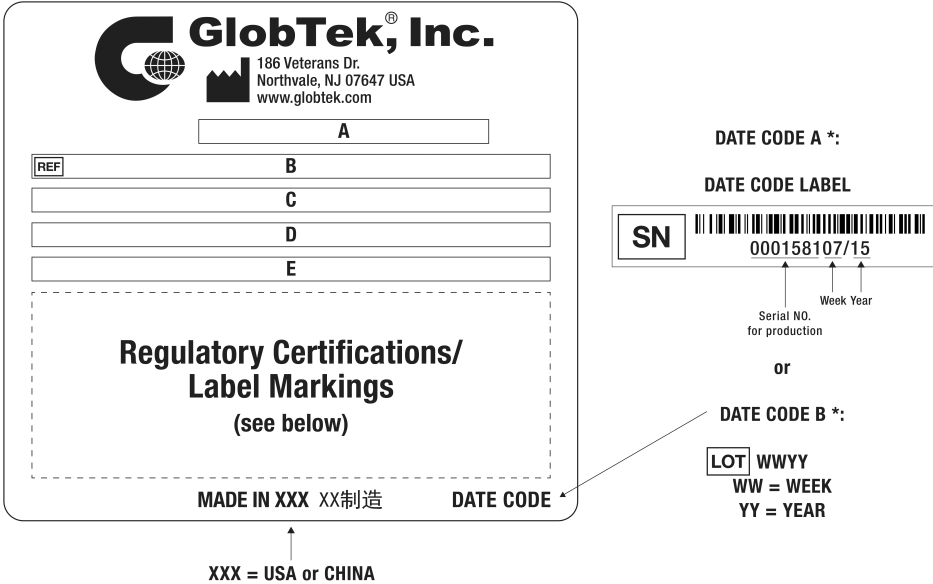 GlobTek®, Inc.
186 Veterans Dr.
Northvale, NJ 07647 USA
www.globtek.com
A
REF B
C
D
E
Regulatory Certifications/
Label Markings
(see below)
MADE IN XXX XX制造 DATE CODE
XXX = USA or CHINA
DATE CODE A *:
DATE CODE LABEL
SN
000158107/15
Week Year
Serial NO.
for production
or
DATE CODE B *:
LOT WWYY
WW = WEEK
YY = YEAR